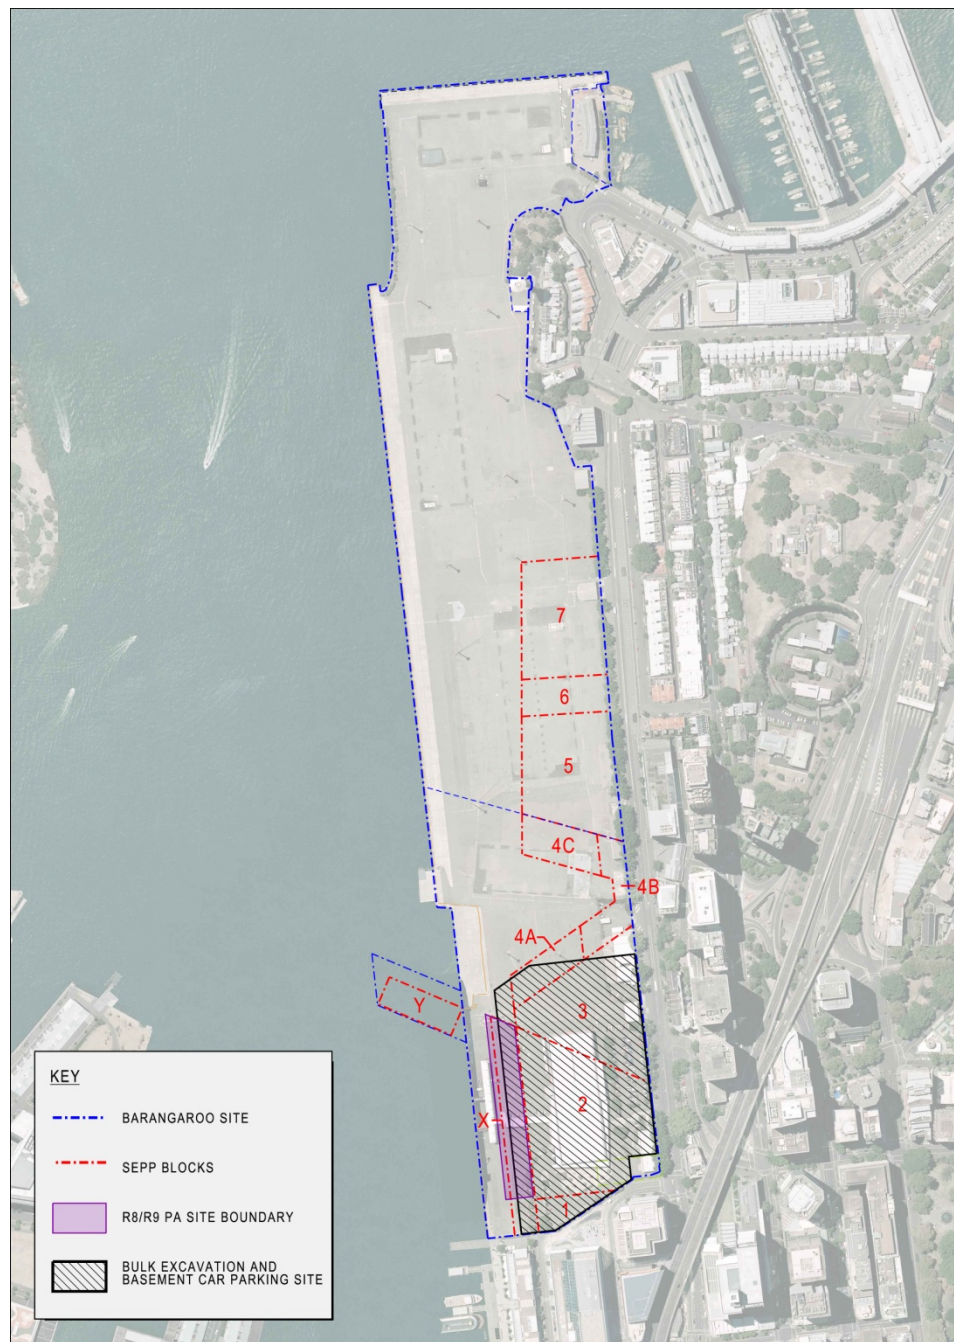 7
6
5
4C
4B
4A
3
Y
2
X
1
KEY
BARANGAROO SITE
SEPP BLOCKS
R8/R9 PA SITE BOUNDARY
BULK EXCAVATION AND
BASEMENT CAR PARKING SITE